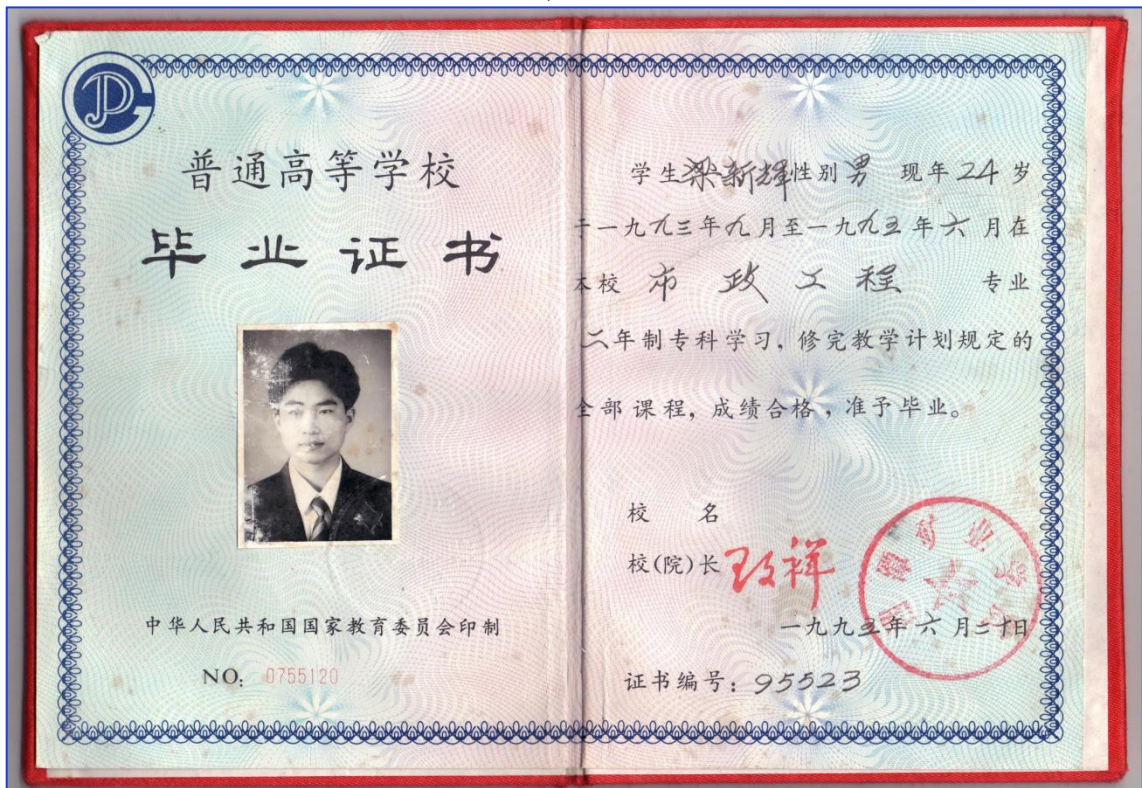 普通高等学校
毕业证书
中华人民共和国国家教育委员会印制
NO: 0755120
学生梁新辉性别男 现年24岁
于一九九三年九月至一九九五年六月在
本校 市政工程 专业
二年制专科学习, 修完教学计划规定的
全部课程, 成绩合格, 准予毕业。
校 名
校(院)长
一九九五年六月二十日
证书编号: 95523